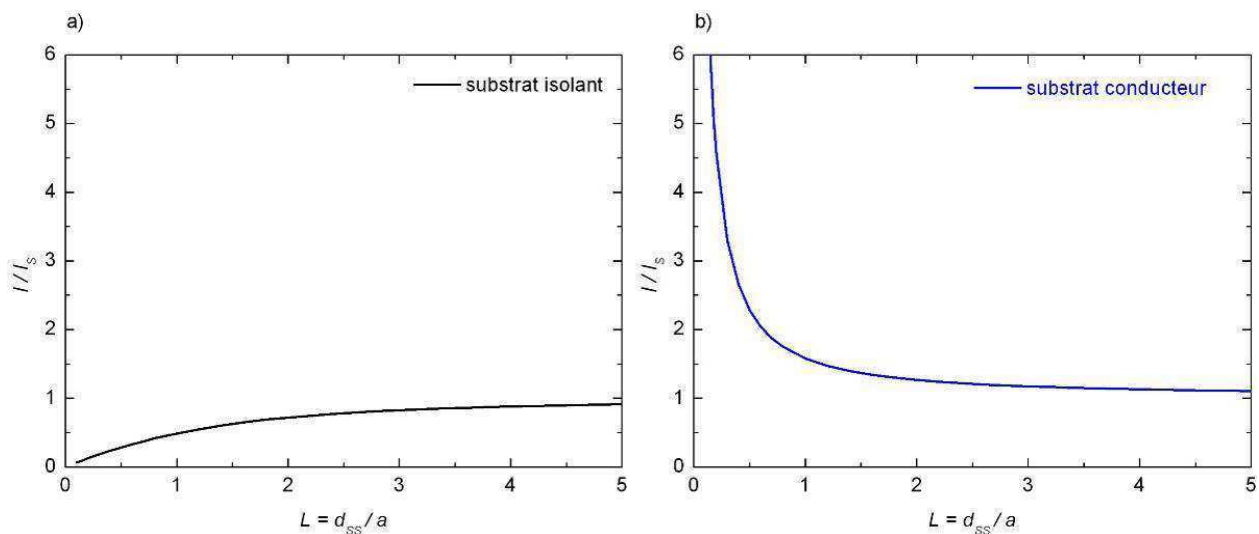 a)
6
5
4
3
2
1
0
I / I_S
substrat isolant
0 1 2 3 4 5
L = d_SS / a
b)
6
5
4
3
2
1
0
I / I_S
substrat conducteur
0 1 2 3 4 5
L = d_SS / a